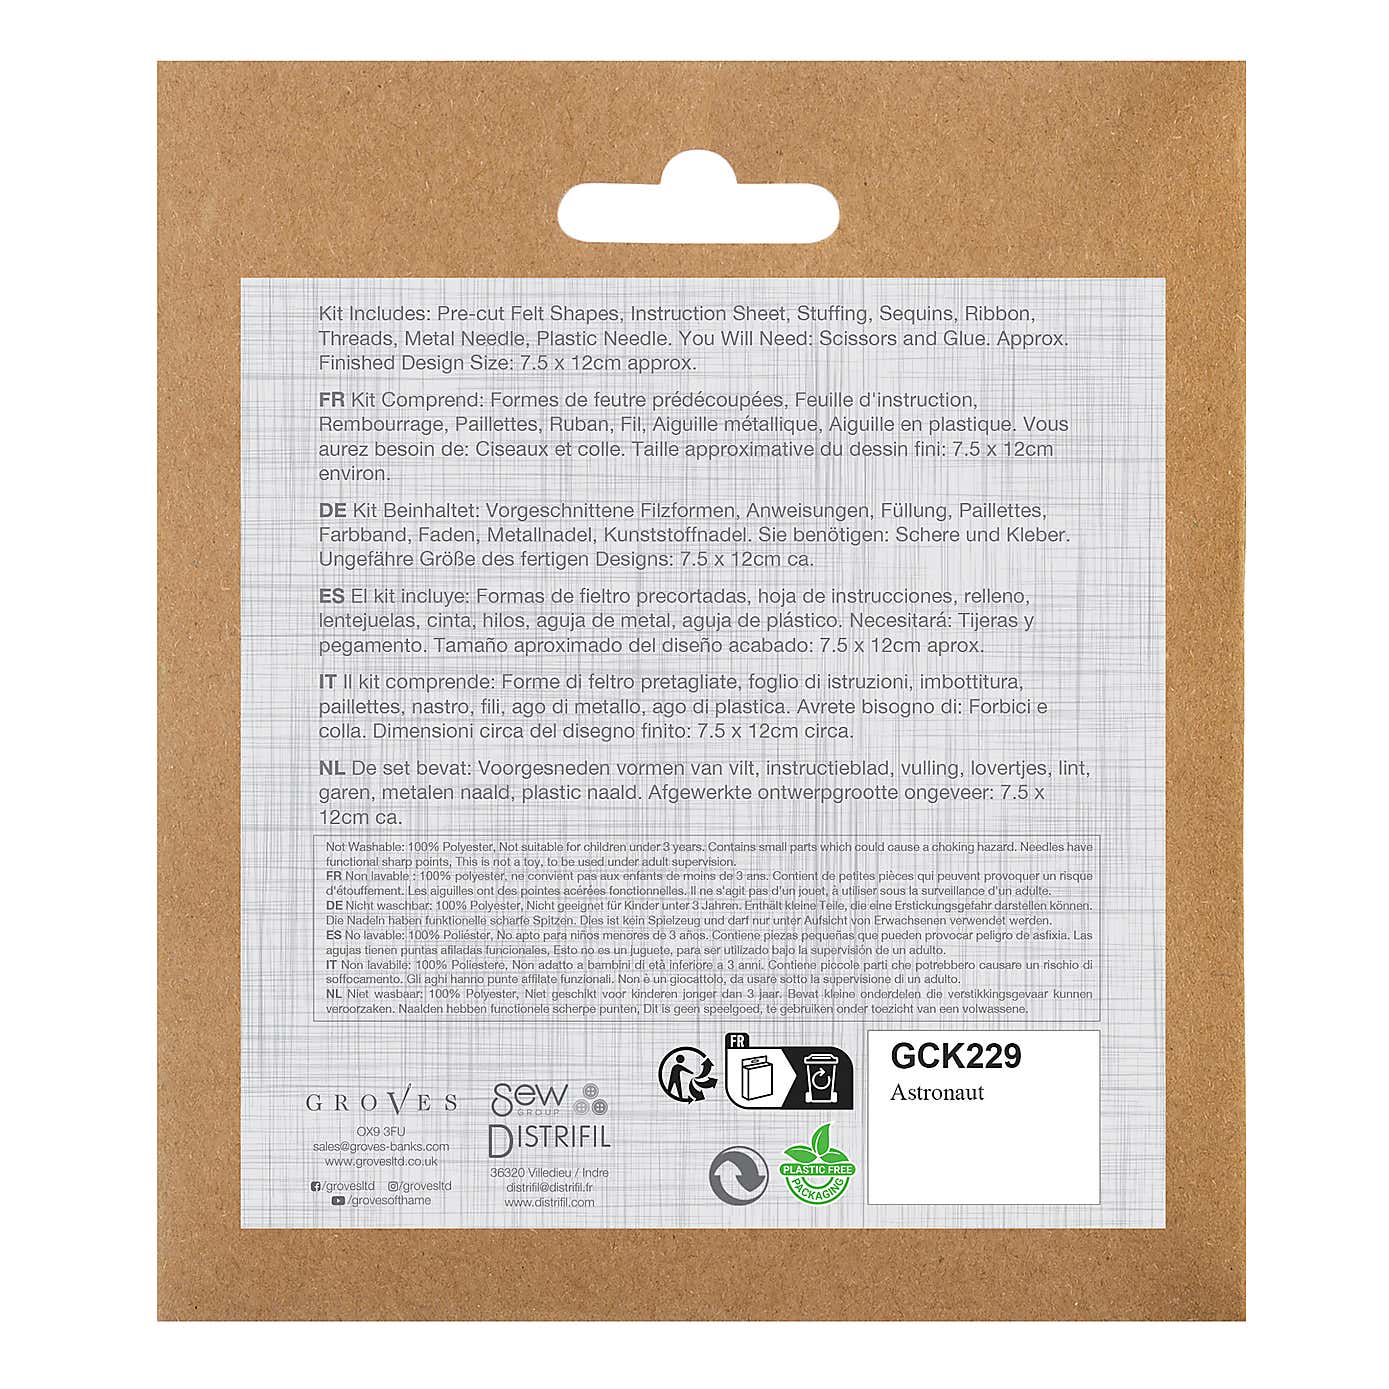 Kit Includes: Pre-cut Felt Shapes, Instruction Sheet, Stuffing, Sequins, Ribbon,
Threads, Metal Needle, Plastic Needle. You Will Need: Scissors and Glue. Approx.
Finished Design Size: 7.5 x 12cm approx.
FR Kit Comprend: Formes de feutre prédécoupées, Feuille d'instruction,
Rembourrage, Paillettes, Ruban, Fil, Aiguille métallique, Aiguille en plastique. Vous
aurez besoin de: Ciseaux et colle. Taille approximative du dessin fini: 7.5 x 12cm
environ.
DE Kit Beinhaltet: Vorgeschnittene Filzformen, Anweisungen, Füllung, Paillettes,
Farbband, Faden, Metallnadel, Kunststoffnadel. Sie benötigen: Schere und Kleber.
Ungefähre Größe des fertigen Designs: 7.5 x 12cm ca.
ES El kit incluye: Formas de fieltro precortadas, hoja de instrucciones, relleno,
lentejuelas, cinta, hilos, aguja de metal, aguja de plástico. Necesitará: Tijeras y
pegamento. Tamaño aproximado del diseño acabado: 7.5 x 12cm aprox.
IT Il kit comprende: Forme di feltro pretagliate, foglio di istruzioni, imbottitura,
paillettes, nastro, fili, ago di metallo, ago di plastica. Avrete bisogno di: Forbici e
colla. Dimensioni circa del disegno finito: 7.5 x 12cm circa.
NL De set bevat: Voorgesneden vormen van vilt, instructieblad, vulling, lovertjes, lint,
garen, metalen naald, plastic naald. Afgewerkte ontwerpgrootte ongeveer: 7.5 x
12cm ca.
Not Washable: 100% Polyester, Not suitable for children under 3 years. Contains small parts which could cause a choking hazard. Needles have
functional sharp points, This is not a toy, to be used under adult supervision.
FR Non lavable : 100% polyester, ne convient pas aux enfants de moins de 3 ans. Contient de petites pièces qui peuvent provoquer un risque
d'étouffement. Les aiguilles ont des pointes acérées fonctionnelles. Il ne s'agit pas d'un jouet, à utiliser sous la surveillance d'un adulte.
DE Nicht waschbar: 100% Polyester, Nicht geeignet für Kinder unter 3 Jahren. Enthält kleine Teile, die eine Erstickungsgefahr darstellen können.
Die Nadeln haben funktionelle scharfe Spitzen. Dies ist kein Spielzeug und darf nur unter Aufsicht von Erwachsenen verwendet werden.
ES No lavable: 100% Poliéster, No apto para niños menores de 3 años. Contiene piezas pequeñas que pueden provocar peligro de asfixia. Las
agujas tienen puntas afiladas funcionales, Esto no es un juguete, para ser utilizado bajo la supervisión de un adulto.
IT Non lavabile: 100% Poliestere, Non adatto a bambini di età inferiore a 3 anni. Contiene piccole parti che potrebbero causare un rischio di
soffocamento. Gli aghi hanno punte affilate funzionali. Non è un giocattolo, da usare sotto la supervisione di un adulto.
NL Niet wasbaar: 100% Polyester, Niet geschikt voor kinderen jonger dan 3 jaar. Bevat kleine onderdelen die verstikkingsgevaar kunnen
veroorzaken. Naalden hebben functionele scherpe punten, Dit is geen speelgoed, te gebruiken onder toezicht van een volwassene.
FR
GCK229
Astronaut
GROVES
OX9 3FU
sales@groves-banks.com
www.grovesltd.co.uk
/grovesltd /grovesltd
/grovesofthame
Sew
GROUP
DISTRIFIL
36320 Villedieu / Indre
distrifil@distrifil.fr
www.distrifil.com
PLASTIC FREE
PACKAGING